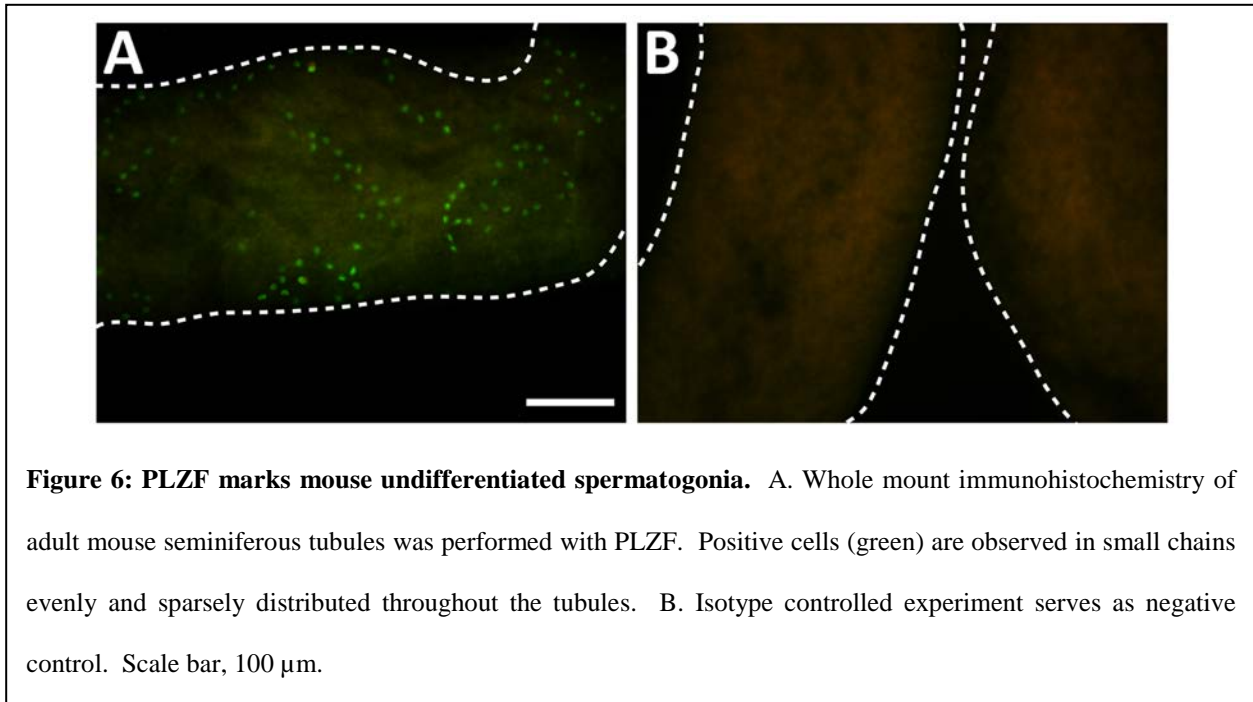 A
B
Figure 6: PLZF marks mouse undifferentiated spermatogonia. A. Whole mount immunohistochemistry of
adult mouse seminiferous tubules was performed with PLZF. Positive cells (green) are observed in small chains
evenly and sparsely distributed throughout the tubules. B. Isotype controlled experiment serves as negative
control. Scale bar, 100 µm.